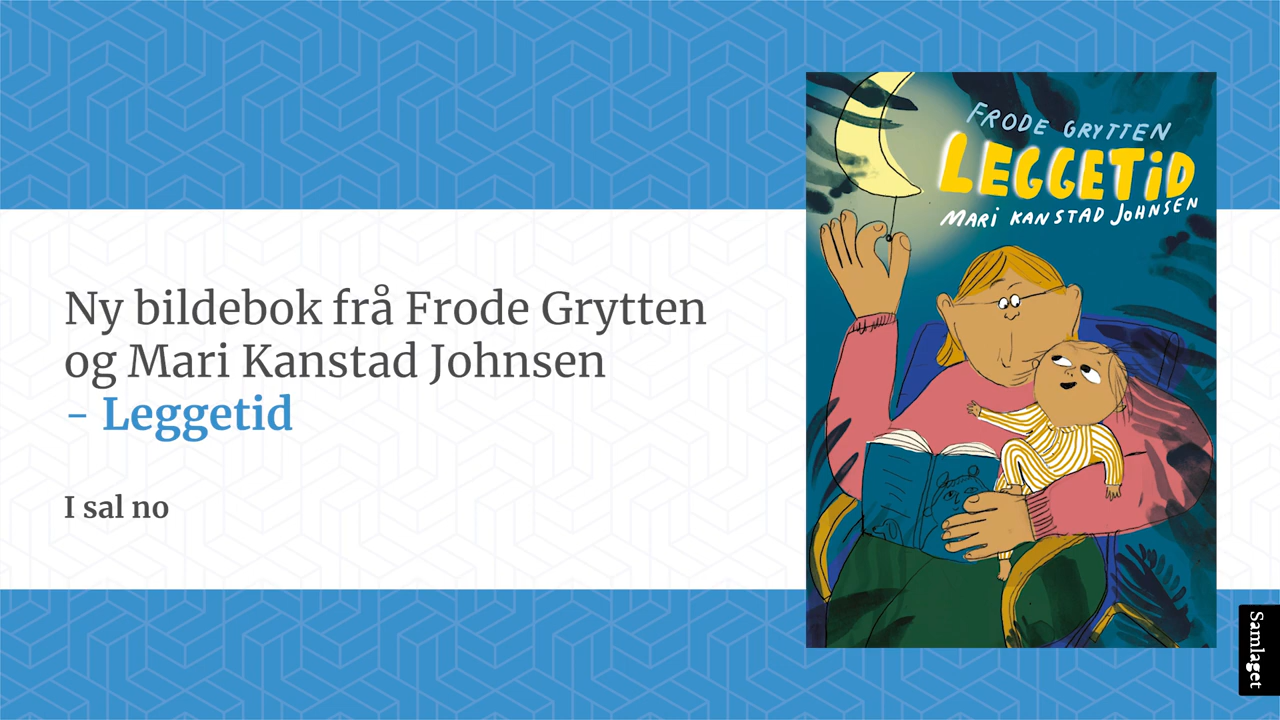 Ny bildebok frå Frode Grytten
og Mari Kanstad Johnsen
- Leggetid
I sal no
FRODE GRYTTEN
LEGGETiD
MARi KANSTAD JOHNSEN
Samlaget